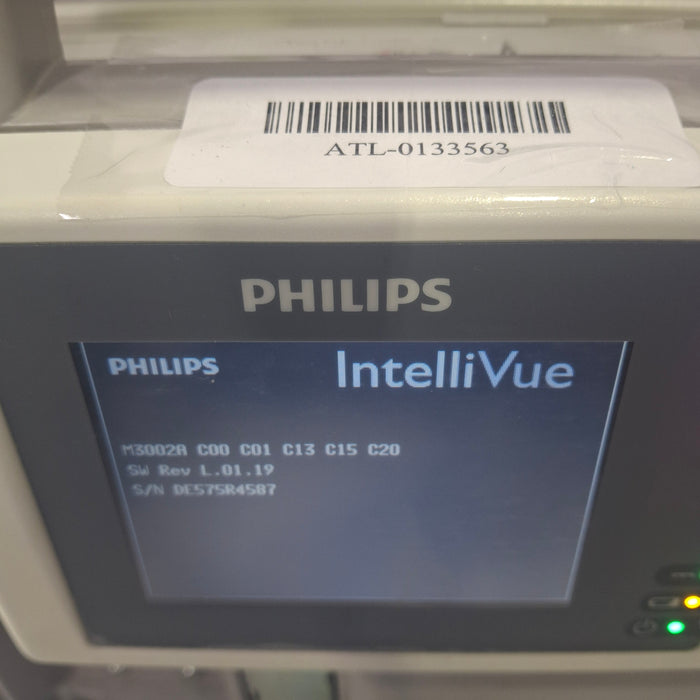 ATL-0133563
PHILIPS
PHILIPS IntelliVue
M3002A C00 C01 C13 C15 C20
SW Rev L.01.19
S/N DE575R4587